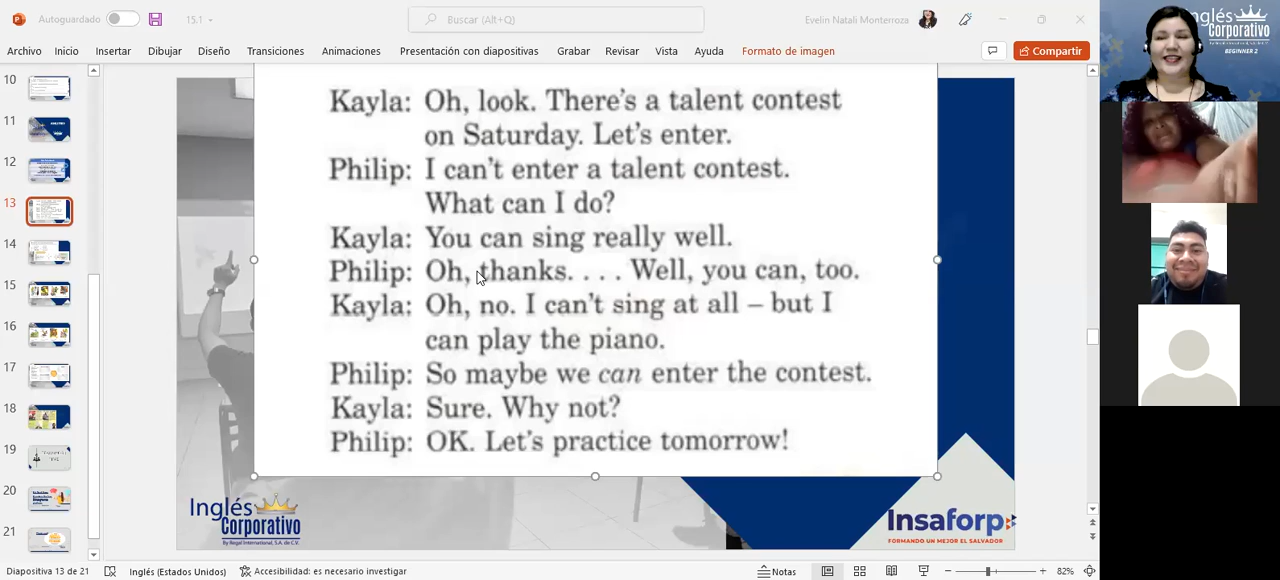 Autoguardado
15.1
Buscar (Alt+Q)
Evelin Natali Monterroza
Archivo Inicio Insertar Dibujar Diseño Transiciones Animaciones Presentación con diapositivas Grabar Revisar Vista Ayuda Formato de imagen
Compartir
10
11
12
13
14
15
16
17
18
19
20
21
Kayla: Oh, look. There's a talent contest
on Saturday. Let's enter.
Philip: I can't enter a talent contest.
What can I do?
Kayla: You can sing really well.
Philip: Oh, thanks. . . . Well, you can, too.
Kayla: Oh, no. I can't sing at all – but I
can play the piano.
Philip: So maybe we can enter the contest.
Kayla: Sure. Why not?
Philip: OK. Let's practice tomorrow!
Inglés
Corporativo
By Regal International, S.A. de C.V.
Insaforp
FORMANDO UN MEJOR EL SALVADOR
Inglés
Corporativo
By Regal International, S.A. de C.V.
BEGINNER 2
Diapositiva 13 de 21
Inglés (Estados Unidos)
Accesibilidad: es necesario investigar
Notas
82%